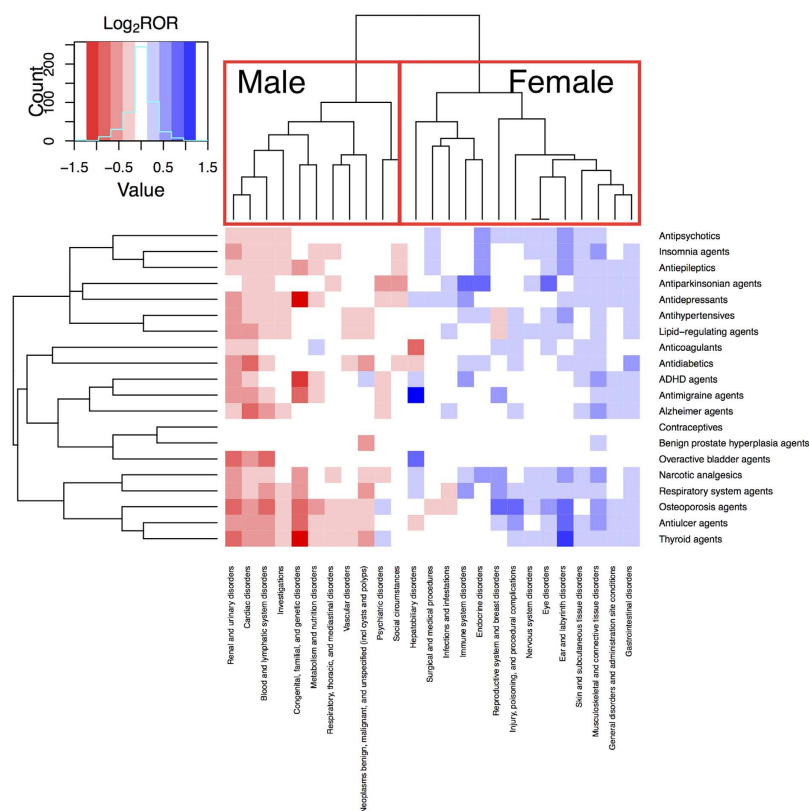 Log₂ROR
Count
0
100
200
−1.5
−0.5
0.5
1.5
Value
Male
Female
Antipsychotics
Insomnia agents
Antiepileptics
Antiparkinsonian agents
Antidepressants
Antihypertensives
Lipid−regulating agents
Anticoagulants
Antidiabetics
ADHD agents
Antimigraine agents
Alzheimer agents
Contraceptives
Benign prostate hyperplasia agents
Overactive bladder agents
Narcotic analgesics
Respiratory system agents
Osteoporosis agents
Antiulcer agents
Thyroid agents
Renal and urinary disorders
Cardiac disorders
Blood and lymphatic system disorders
Investigations
Congenital, familial, and genetic disorders
Metabolism and nutrition disorders
Respiratory, thoracic, and mediastinal disorders
Vascular disorders
Neoplasms benign, malignant, and unspecified (incl cysts and polyps)
Psychiatric disorders
Social circumstances
Hepatobiliary disorders
Surgical and medical procedures
Infections and infestations
Immune system disorders
Endocrine disorders
Reproductive system and breast disorders
Injury, poisoning, and procedural complications
Nervous system disorders
Eye disorders
Ear and labyrinth disorders
Skin and subcutaneous tissue disorders
Musculoskeletal and connective tissue disorders
General disorders and administration site conditions
Gastrointestinal disorders